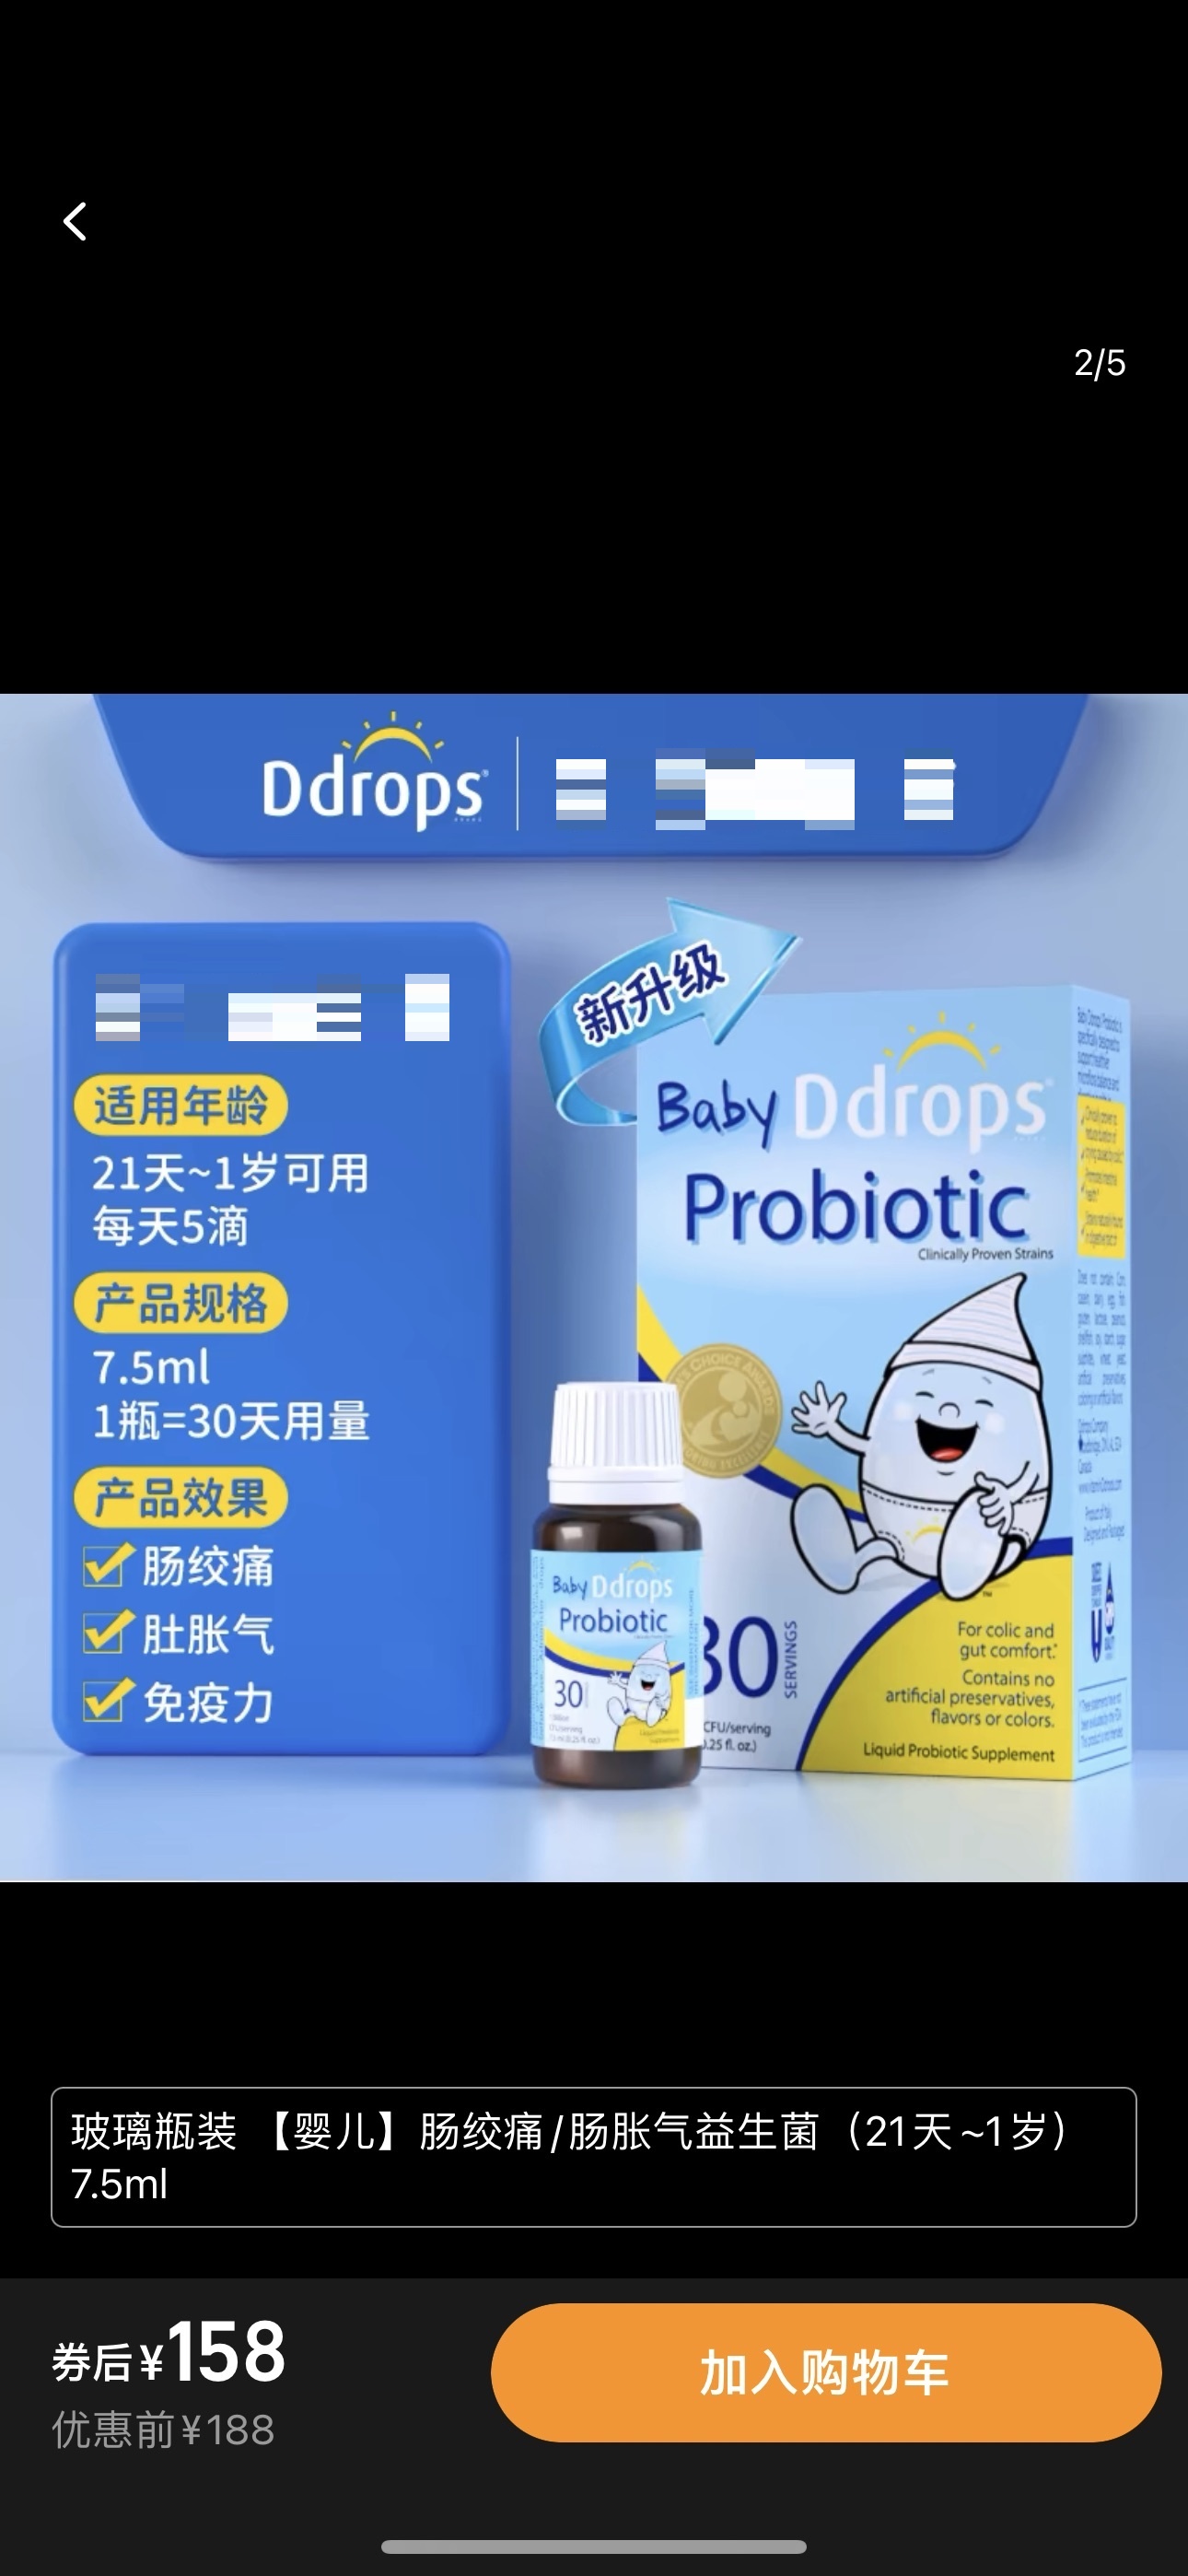 2/5
Ddrops
新升级
适用年龄
21天~1岁可用
每天5滴
产品规格
7.5ml
1瓶=30天用量
产品效果
肠绞痛
肚胀气
免疫力
Baby Ddrops
Probiotic
Clinically Proven Strains
30 SERVINGS
CFU/serving
For colic and
gut comfort.*
Contains no
artificial preservatives,
flavors or colors.
Liquid Probiotic Supplement
Baby Ddrops
Probiotic
30
玻璃瓶装 【婴儿】肠绞痛/肠胀气益生菌（21天~1岁）
7.5ml
券后¥158
优惠前¥188
加入购物车